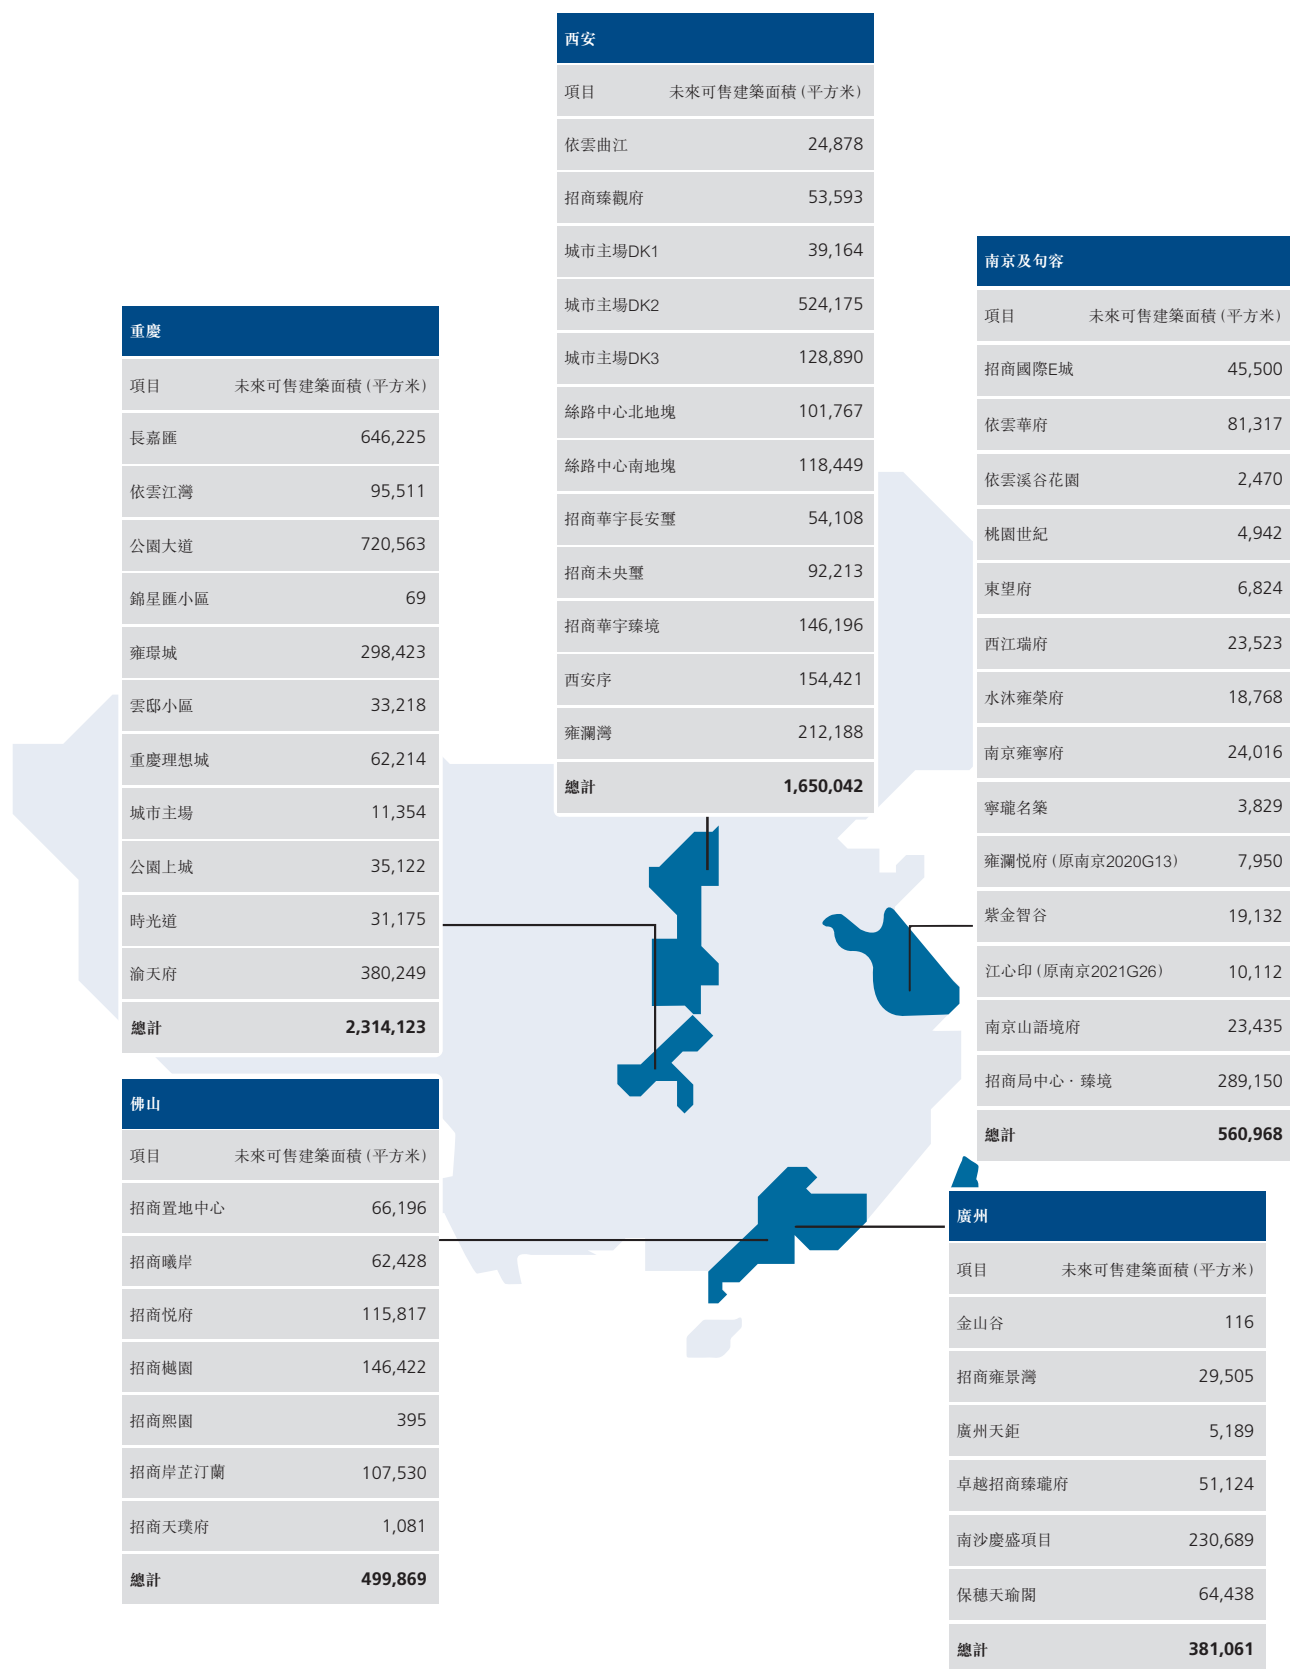 西安
項目 未來可售建築面積 (平方米)
依雲曲江 24,878
招商臻觀府 53,593
城市主場DK1 39,164
城市主場DK2 524,175
城市主場DK3 128,890
絲路中心北地塊 101,767
絲路中心南地塊 118,449
招商華宇長安璽 54,108
招商未央璽 92,213
招商華宇臻境 146,196
西安序 154,421
雍瀾灣 212,188
總計 1,650,042
南京及句容
項目 未來可售建築面積 (平方米)
招商國際E城 45,500
依雲華府 81,317
依雲溪谷花園 2,470
桃園世紀 4,942
東望府 6,824
西江瑞府 23,523
水沐雍榮府 18,768
南京雍寧府 24,016
寧瓏名築 3,829
雍瀾悅府 (原南京2020G13) 7,950
紫金智谷 19,132
江心印 (原南京2021G26) 10,112
南京山語境府 23,435
招商局中心 · 臻境 289,150
總計 560,968
重慶
項目 未來可售建築面積 (平方米)
長嘉匯 646,225
依雲江灣 95,511
公園大道 720,563
錦星匯小區 69
雍璟城 298,423
雲邸小區 33,218
重慶理想城 62,214
城市主場 11,354
公園上城 35,122
時光道 31,175
渝天府 380,249
總計 2,314,123
佛山
項目 未來可售建築面積 (平方米)
招商置地中心 66,196
招商曦岸 62,428
招商悅府 115,817
招商樾園 146,422
招商熙園 395
招商岸芷汀蘭 107,530
招商天璞府 1,081
總計 499,869
廣州
項目 未來可售建築面積 (平方米)
金山谷 116
招商雍景灣 29,505
廣州天鉅 5,189
卓越招商臻瓏府 51,124
南沙慶盛項目 230,689
保穗天瑜閣 64,438
總計 381,061